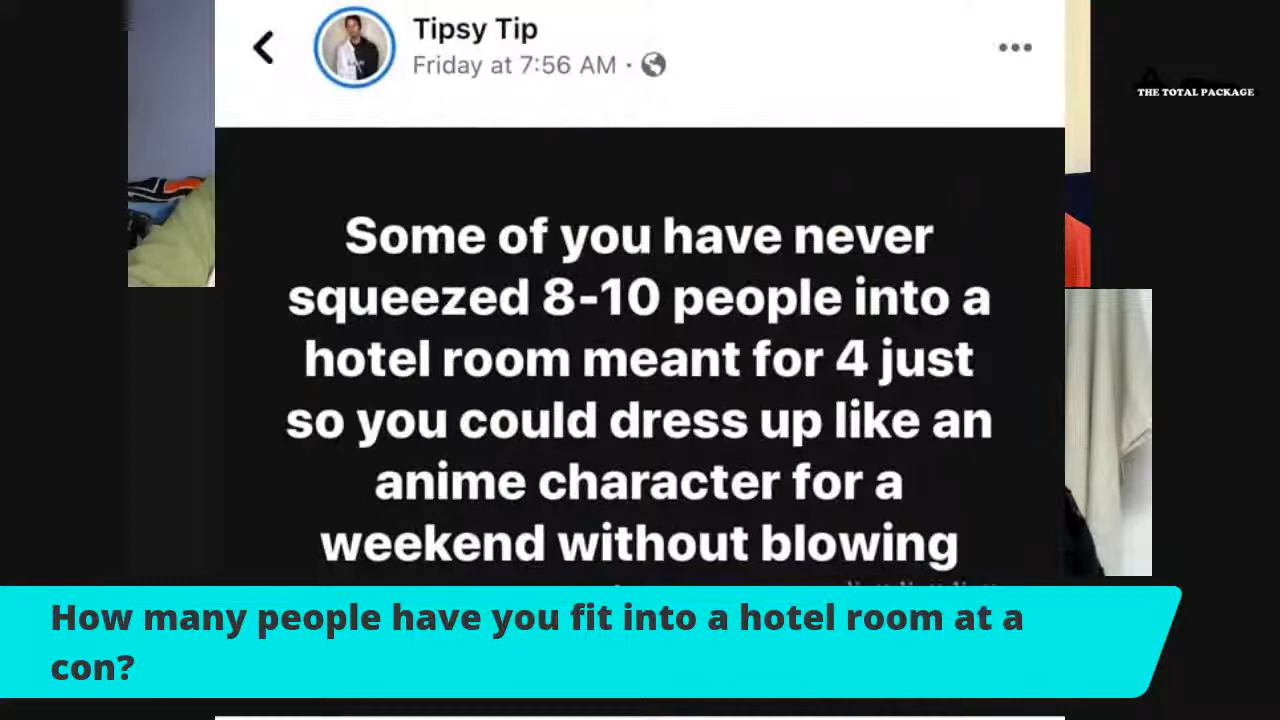 Tipsy Tip
Friday at 7:56 AM ·
THE TOTAL PACKAGE
Some of you have never
squeezed 8-10 people into a
hotel room meant for 4 just
so you could dress up like an
anime character for a
weekend without blowing
How many people have you fit into a hotel room at a
con?